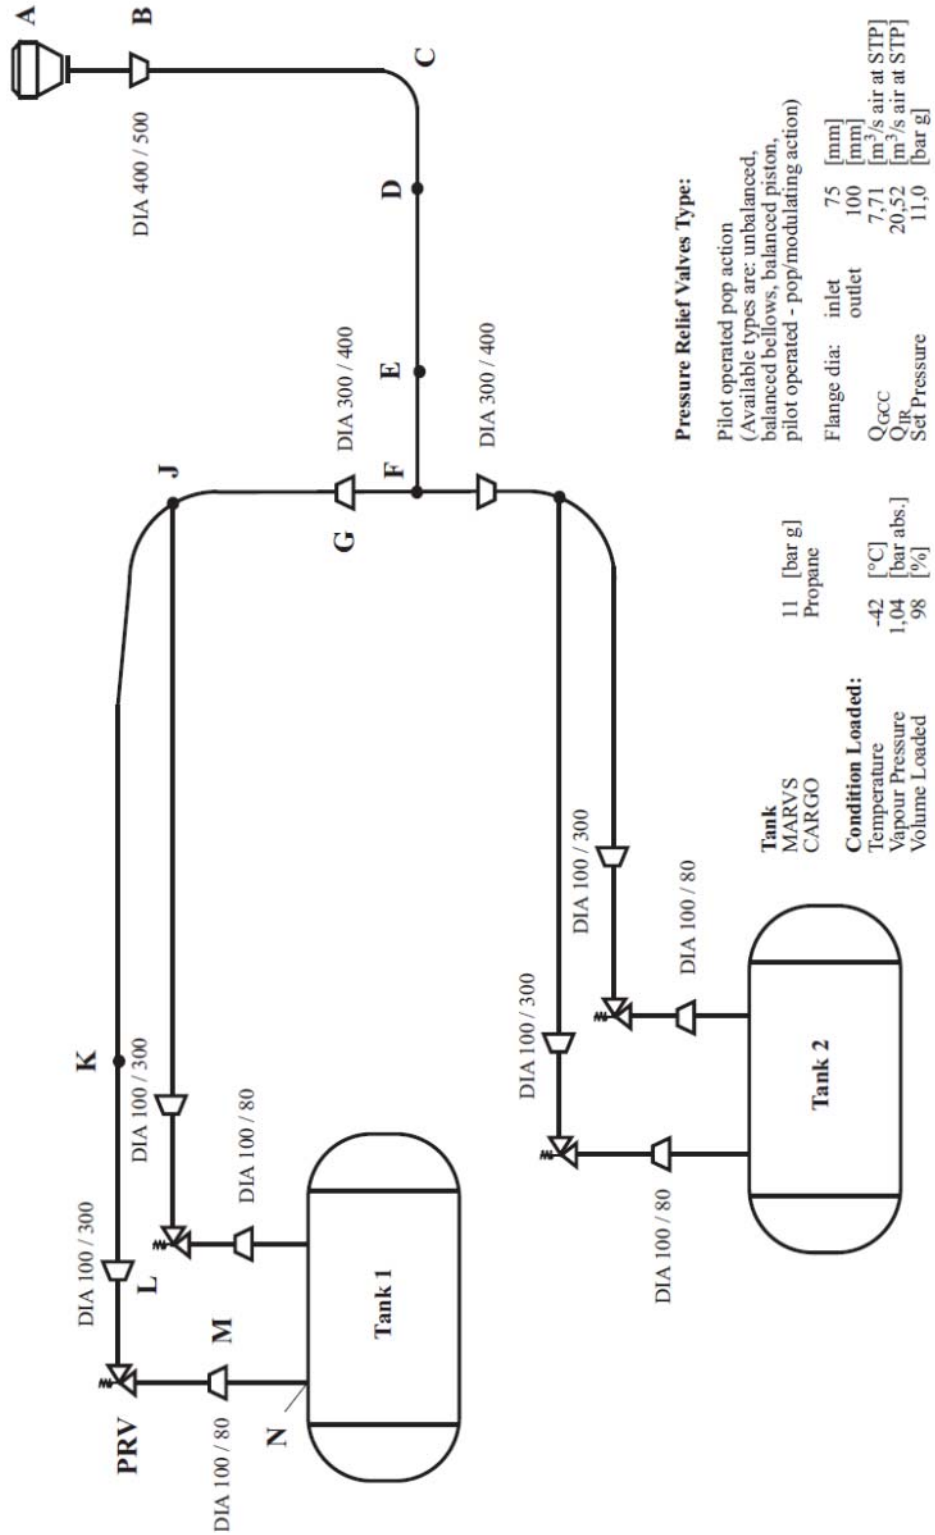 A
B
C
D
E
F
G
J
K
L
M
N
PRV
DIA 400 / 500
DIA 300 / 400
DIA 300 / 400
DIA 100 / 300
DIA 100 / 300
DIA 100 / 80
DIA 100 / 80
DIA 100 / 300
DIA 100 / 300
DIA 100 / 80
DIA 100 / 80
Tank 1
Tank 2
Tank
MARVS 11 [bar g]
CARGO Propane
Condition Loaded:
Temperature -42 [°C]
Vapour Pressure 1,04 [bar abs.]
Volume Loaded 98 [%]
Pressure Relief Valves Type:
Pilot operated pop action
(Available types are: unbalanced,
balanced bellows, balanced piston,
pilot operated - pop/modulating action)
Flange dia: inlet 75 [mm]
outlet 100 [mm]
QGCC 7,71 [m³/s air at STP]
QIR 20,52 [m³/s air at STP]
Set Pressure 11,0 [bar g]